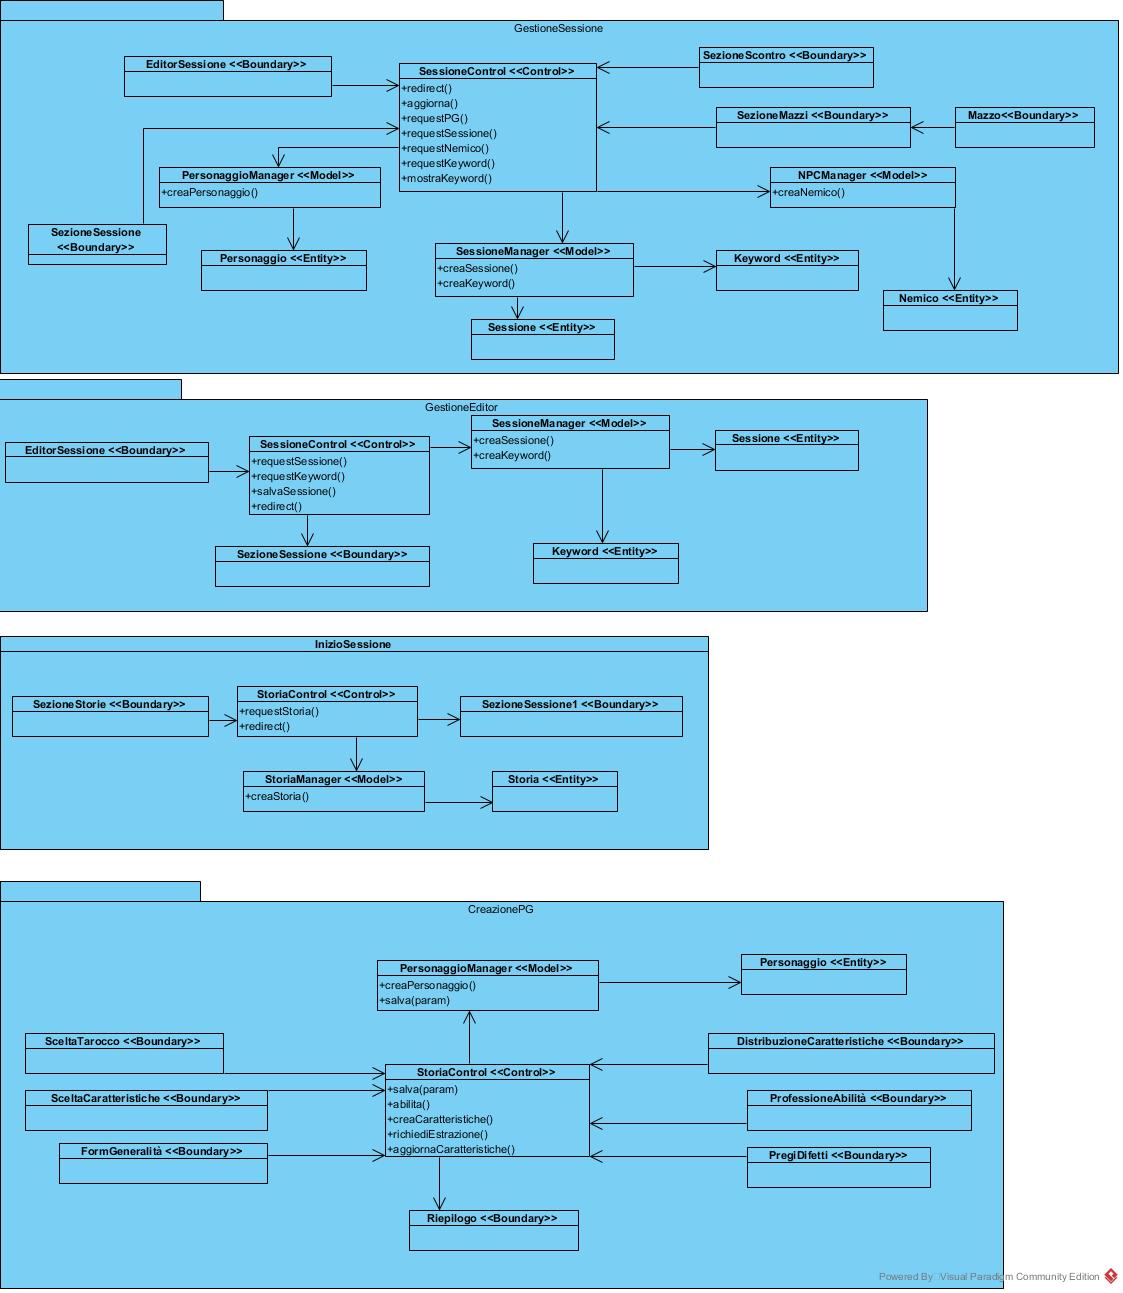 GestioneSessione
EditorSessione <<Boundary>>
SessioneControl <<Control>>
+redirect()
+aggiorna()
+requestPG()
+requestSessione()
+requestNemico()
+requestKeyword()
+mostraKeyword()
SezioneScontro <<Boundary>>
SezioneMazzi <<Boundary>>
Mazzo<<Boundary>>
PersonaggioManager <<Model>>
+creaPersonaggio()
NPCManager <<Model>>
+creaNemico()
SezioneSessione
<<Boundary>>
Personaggio <<Entity>>
SessioneManager <<Model>>
+creaSessione()
+creaKeyword()
Keyword <<Entity>>
Nemico <<Entity>>
Sessione <<Entity>>
GestioneEditor
EditorSessione <<Boundary>>
SessioneControl <<Control>>
+requestSessione()
+requestKeyword()
+salvaSessione()
+redirect()
SessioneManager <<Model>>
+creaSessione()
+creaKeyword()
Sessione <<Entity>>
SezioneSessione <<Boundary>>
Keyword <<Entity>>
InizioSessione
SezioneStorie <<Boundary>>
StoriaControl <<Control>>
+requestStoria()
+redirect()
SezioneSessione1 <<Boundary>>
StoriaManager <<Model>>
+creaStoria()
Storia <<Entity>>
CreazionePG
PersonaggioManager <<Model>>
+creaPersonaggio()
+salva(param)
Personaggio <<Entity>>
SceltaTarocco <<Boundary>>
SceltaCaratteristiche <<Boundary>>
FormGeneralità <<Boundary>>
StoriaControl <<Control>>
+salva(param)
+abilita()
+creaCaratteristiche()
+richiediEstrazione()
+aggiornaCaratteristiche()
DistribuzioneCaratteristiche <<Boundary>>
ProfessioneAbilità <<Boundary>>
PregiDifetti <<Boundary>>
Riepilogo <<Boundary>>
Powered By Visual Paradigm Community Edition